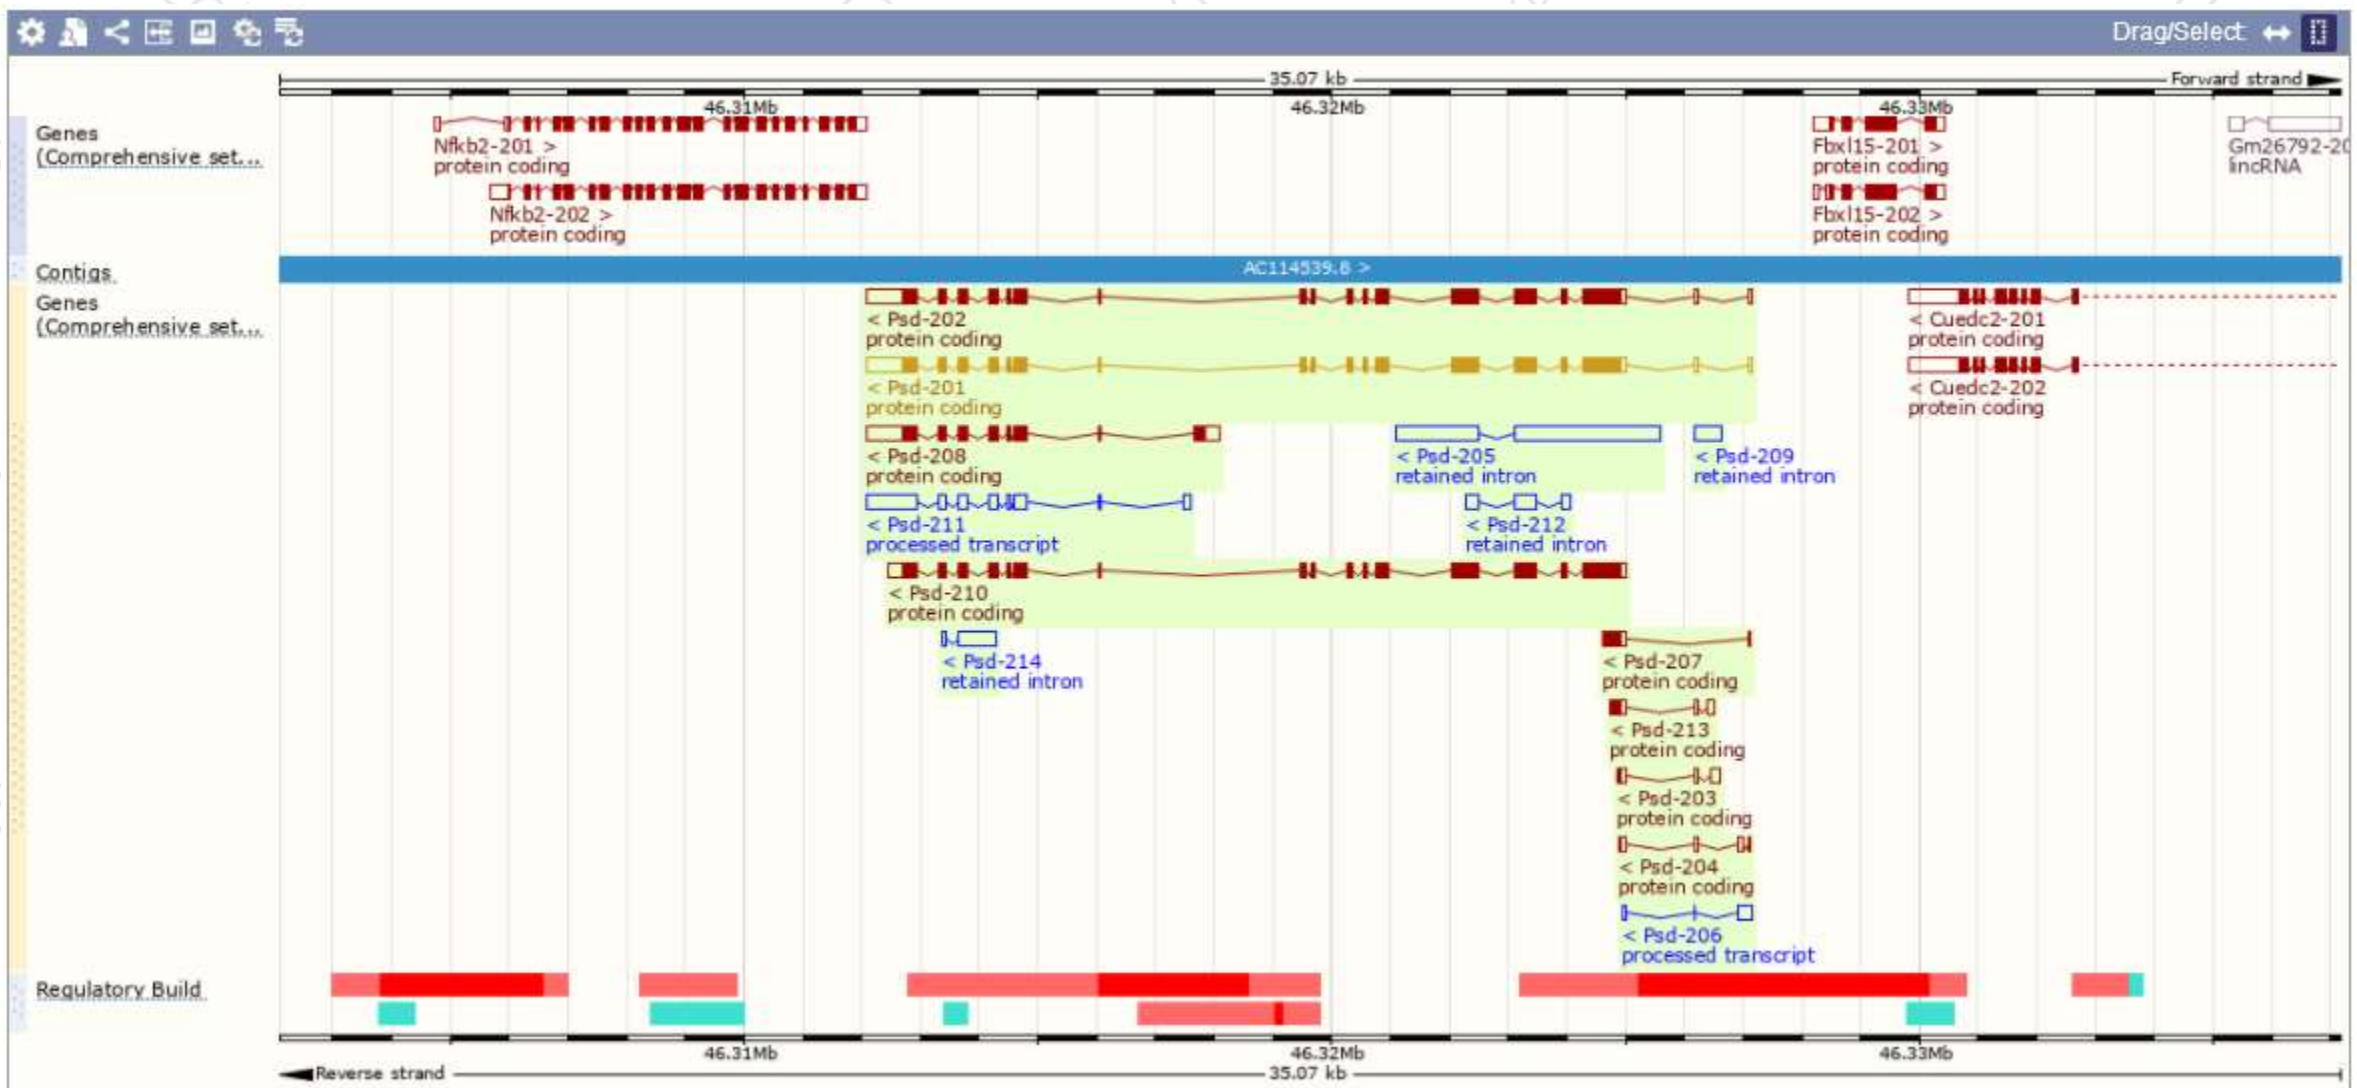 Drag/Select:
35.07 kb
Forward strand
46.31Mb 46.32Mb 46.33Mb
Genes
(Comprehensive set...
Nfkb2-201 >
protein coding
Fbxl15-201 >
protein coding
Gm26792-20
lincRNA
Nfkb2-202 >
protein coding
Fbxl15-202 >
protein coding
Contigs
AC114539.8 >
Genes
(Comprehensive set...
< Psd-202
protein coding
< Cuedc2-201
protein coding
< Psd-201
protein coding
< Cuedc2-202
protein coding
< Psd-208
protein coding
< Psd-205
retained intron
< Psd-209
retained intron
< Psd-211
processed transcript
< Psd-212
retained intron
< Psd-210
protein coding
< Psd-214
retained intron
< Psd-207
protein coding
< Psd-213
protein coding
< Psd-203
protein coding
< Psd-204
protein coding
< Psd-206
processed transcript
Regulatory Build
46.31Mb 46.32Mb 46.33Mb
Reverse strand
35.07 kb